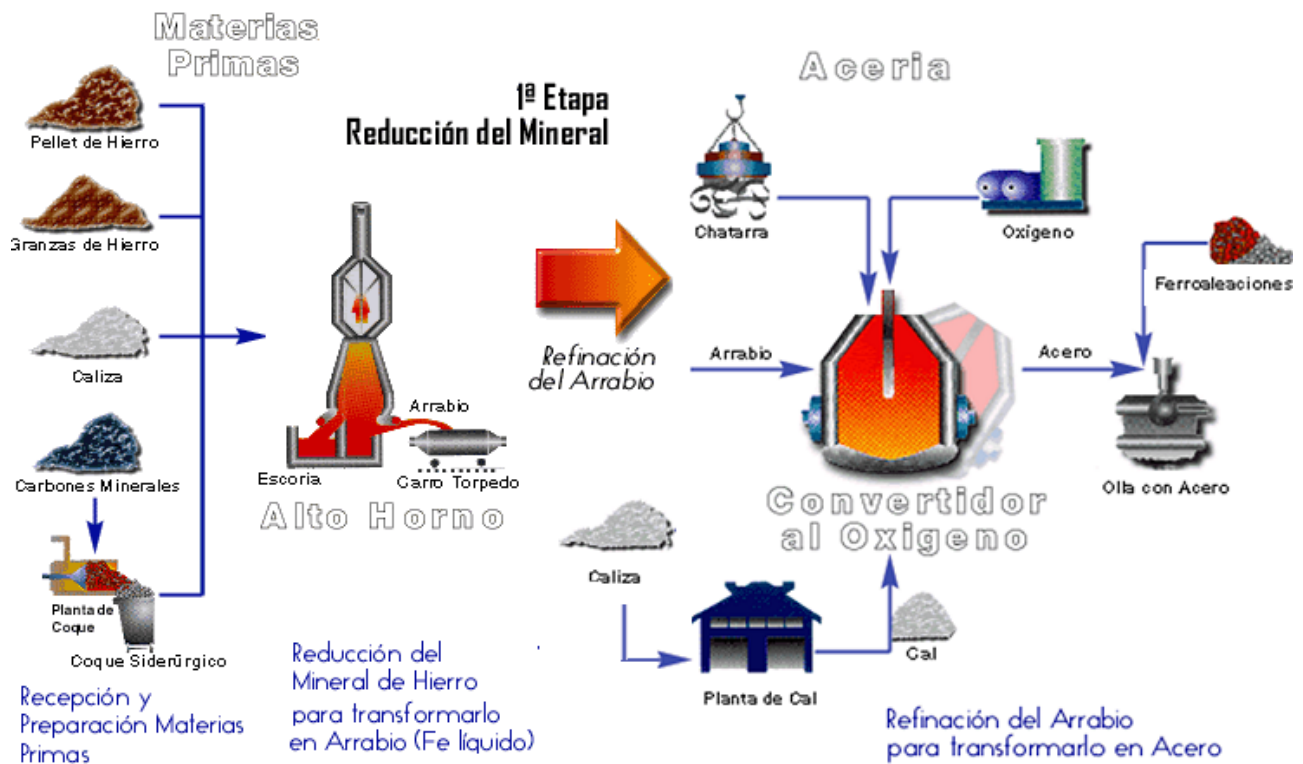 Materias
Primas
Pellet de Hierro
Granzas de Hierro
Caliza
Carbones Minerales
Planta de
Coque
Coque Siderúrgico
Recepción y
Preparación Materias
Primas
1ª Etapa
Reducción del Mineral
Arrabio
Escoria
Carro Torpedo
Alto Horno
Reducción del
Mineral de Hierro
para transformarlo
en Arrabio (Fe líquido)
Refinación
del Arrabio
Aceria
Chatarra
Oxígeno
Ferroaleaciones
Arrabio
Acero
Olla con Acero
Convertidor
al Oxigeno
Caliza
Planta de Cal
Cal
Refinación del Arrabio
para transformarlo en Acero